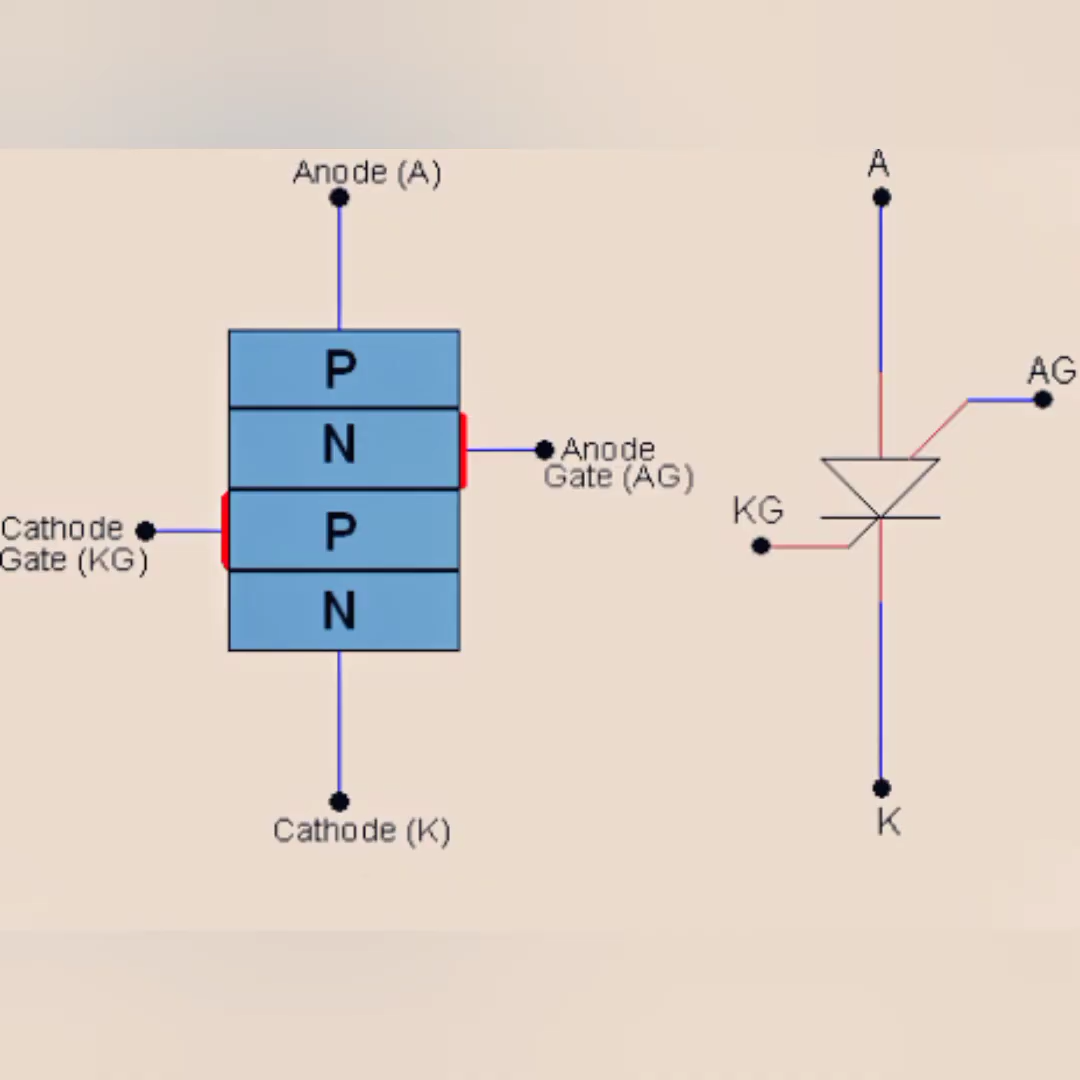 Anode (A)
P
N
P
N
Anode
Gate (AG)
Cathode
Gate (KG)
Cathode (K)
A
AG
KG
K